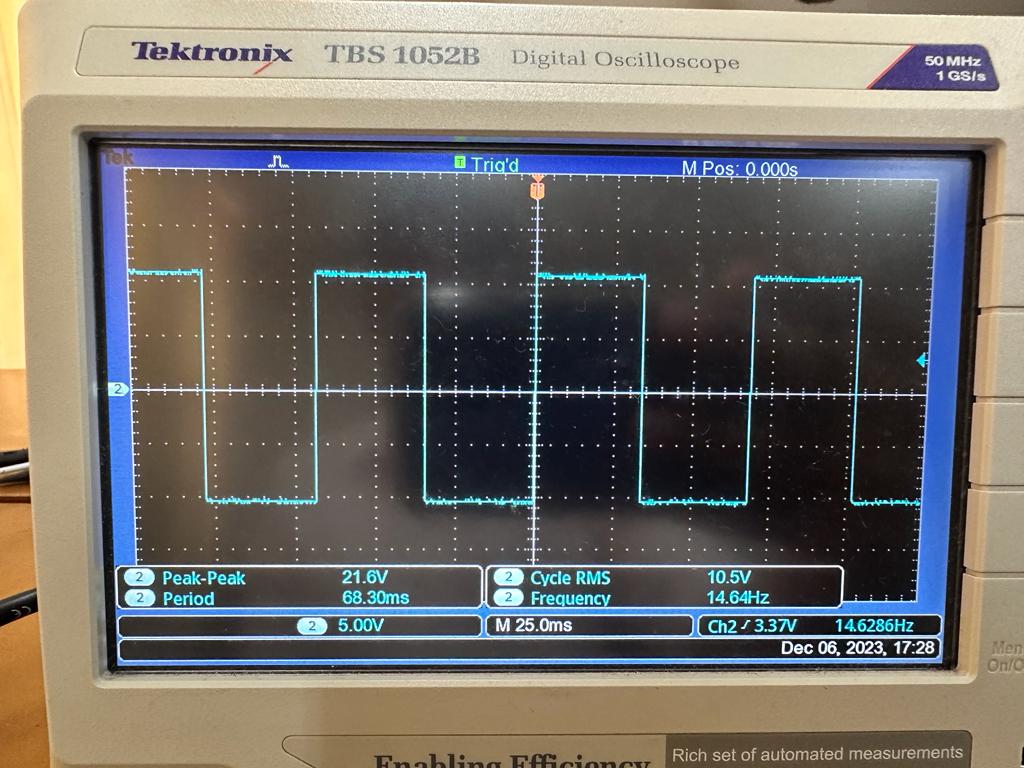 Tektronix TBS 1052B Digital Oscilloscope
50 MHz
1 GS/s
Tek T Trig'd M Pos: 0.000s
2
2 Peak-Peak 21.6V 2 Cycle RMS 10.5V
2 Period 68.30ms 2 Frequency 14.64Hz
2 5.00V M 25.0ms Ch2 3.37V 14.6286Hz
Dec 06, 2023, 17:28
Enabling Efficiency
Rich set of automated measurements